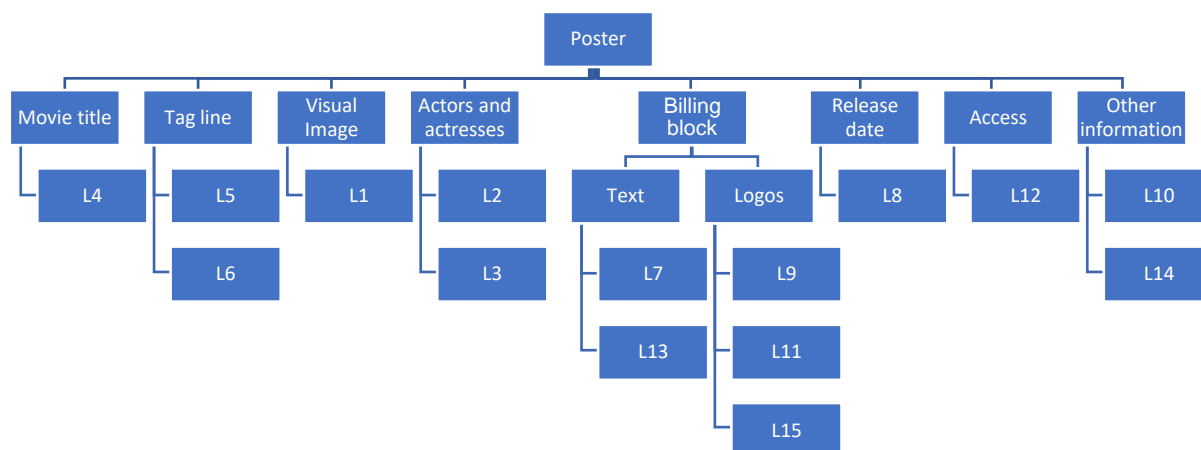 Poster
Movie title
Tag line
Visual
Image
Actors and
actresses
Billing
block
Release
date
Access
Other
information
L4
L5
L1
L2
Text
Logos
L8
L12
L10
L6
L3
L7
L9
L14
L13
L11
L15